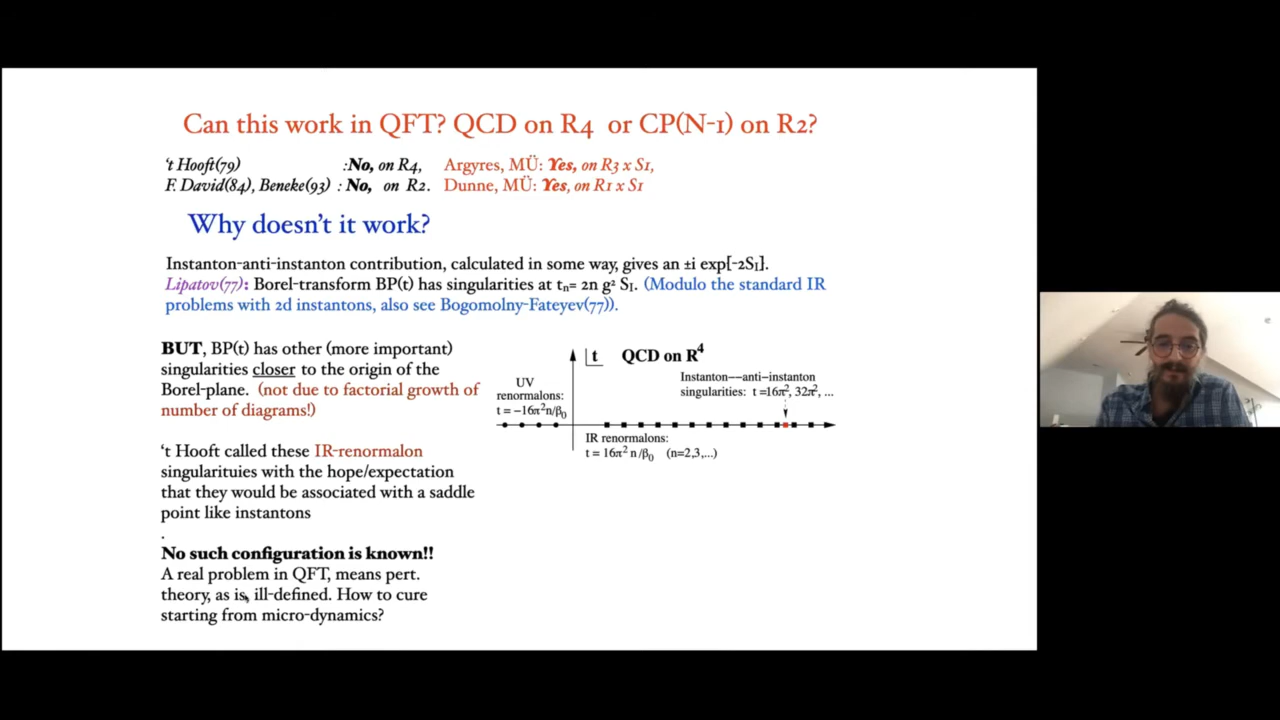 Can this work in QFT? QCD on R4 or CP(N-1) on R2?
't Hooft(79) :No, on R4, Argyres, MÜ: Yes, on R3 x S1,
F. David(84), Beneke(93) : No, on R2. Dunne, MÜ: Yes, on R1 x S1
Why doesn't it work?
Instanton-anti-instanton contribution, calculated in some way, gives an ±i exp[-2S_I].
Lipatov(77): Borel-transform BP(t) has singularities at t_n= 2n g² S_I. (Modulo the standard IR
problems with 2d instantons, also see Bogomolny-Fateyev(77)).
BUT, BP(t) has other (more important)
singularities closer to the origin of the
Borel-plane. (not due to factorial growth of
number of diagrams!)
't Hooft called these IR-renormalon
singularituies with the hope/expectation
that they would be associated with a saddle
point like instantons
.
No such configuration is known!!
A real problem in QFT, means pert.
theory, as is, ill-defined. How to cure
starting from micro-dynamics?
t QCD on R⁴
Instanton—anti-instanton
singularities: t =16π², 32π², ...
UV
renormalons:
t = −16π²n/β₀
IR renormalons:
t = 16π² n/β₀ (n=2,3,...)